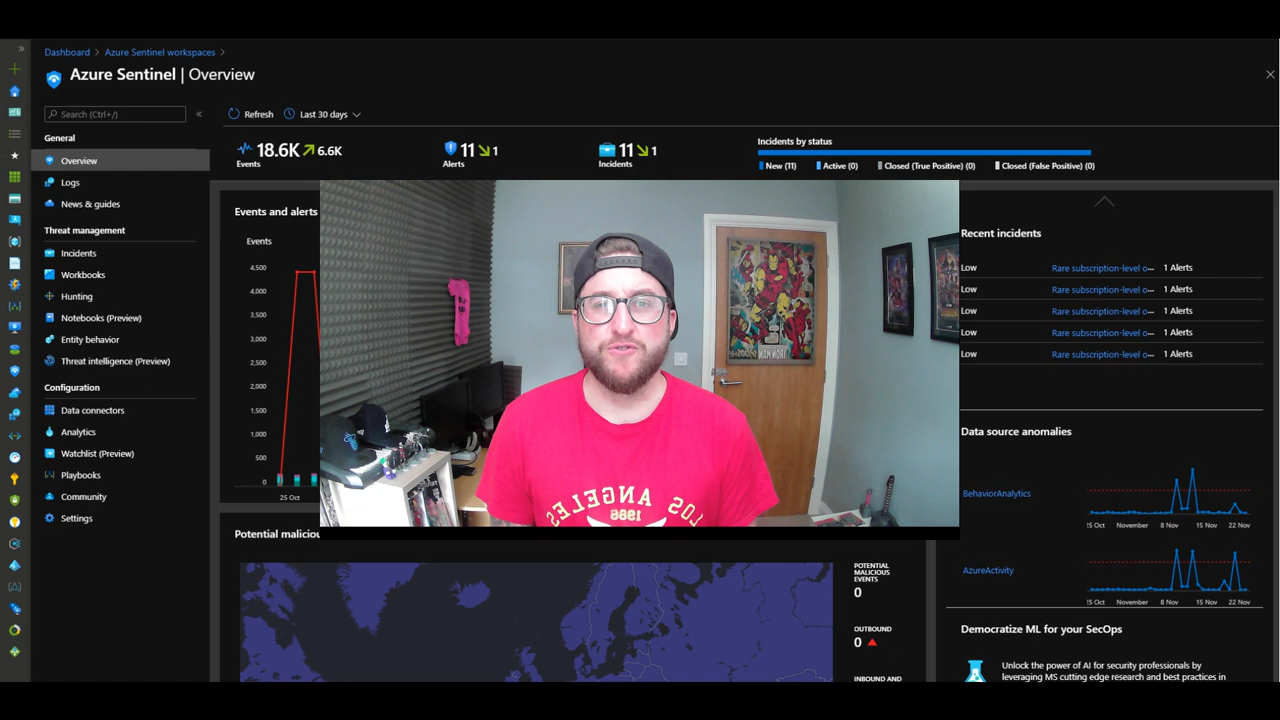 Dashboard > Azure Sentinel workspaces >
Azure Sentinel | Overview
Search (Ctrl+/)
«
Refresh
Last 30 days
General
Overview
Logs
News & guides
Threat management
Incidents
Workbooks
Hunting
Notebooks (Preview)
Entity behavior
Threat intelligence (Preview)
Configuration
Data connectors
Analytics
Watchlist (Preview)
Playbooks
Community
Settings
18.6K 6.6K
Events
11 1
Alerts
11 1
Incidents
Incidents by status
New (11) Active (0) Closed (True Positive) (0) Closed (False Positive) (0)
Events and alerts
Events
4,500
4,000
3,500
3,000
2,500
2,000
1,500
1,000
500
0
25 Oct
IRON MAN
LOS ANGELES
1986
Recent incidents
Low Rare subscription-level o... 1 Alerts
Low Rare subscription-level o... 1 Alerts
Low Rare subscription-level o... 1 Alerts
Low Rare subscription-level o... 1 Alerts
Low Rare subscription-level o... 1 Alerts
Data source anomalies
BehaviorAnalytics
25 Oct November 8 Nov 15 Nov 22 Nov
AzureActivity
25 Oct November 8 Nov 15 Nov 22 Nov
Potential maliciou
POTENTIAL
MALICIOUS
EVENTS
0
OUTBOUND
0
INBOUND AND
Democratize ML for your SecOps
Unlock the power of AI for security professionals by
leveraging MS cutting edge research and best practices in